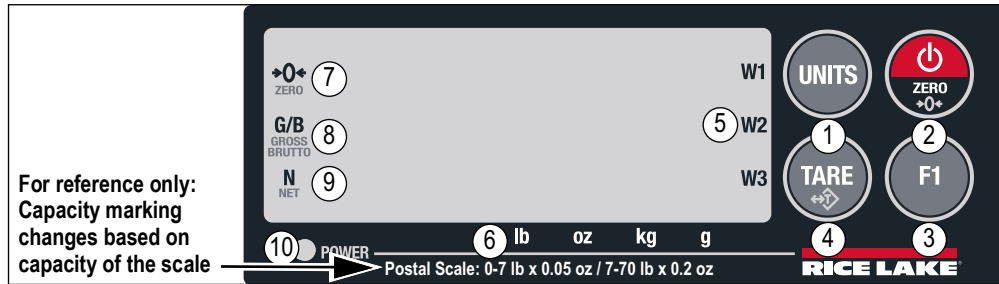 →0← 7 W1 UNITS
ZERO ZERO
→0←
G/B 8 5 W2 1 2
GROSS
BRUTTO
N 9 W3 TARE F1
NET ↔T
For reference only:
Capacity marking
changes based on
capacity of the scale
10 POWER 6 lb oz kg g 4 3
Postal Scale: 0-7 lb x 0.05 oz / 7-70 lb x 0.2 oz
RICE LAKE